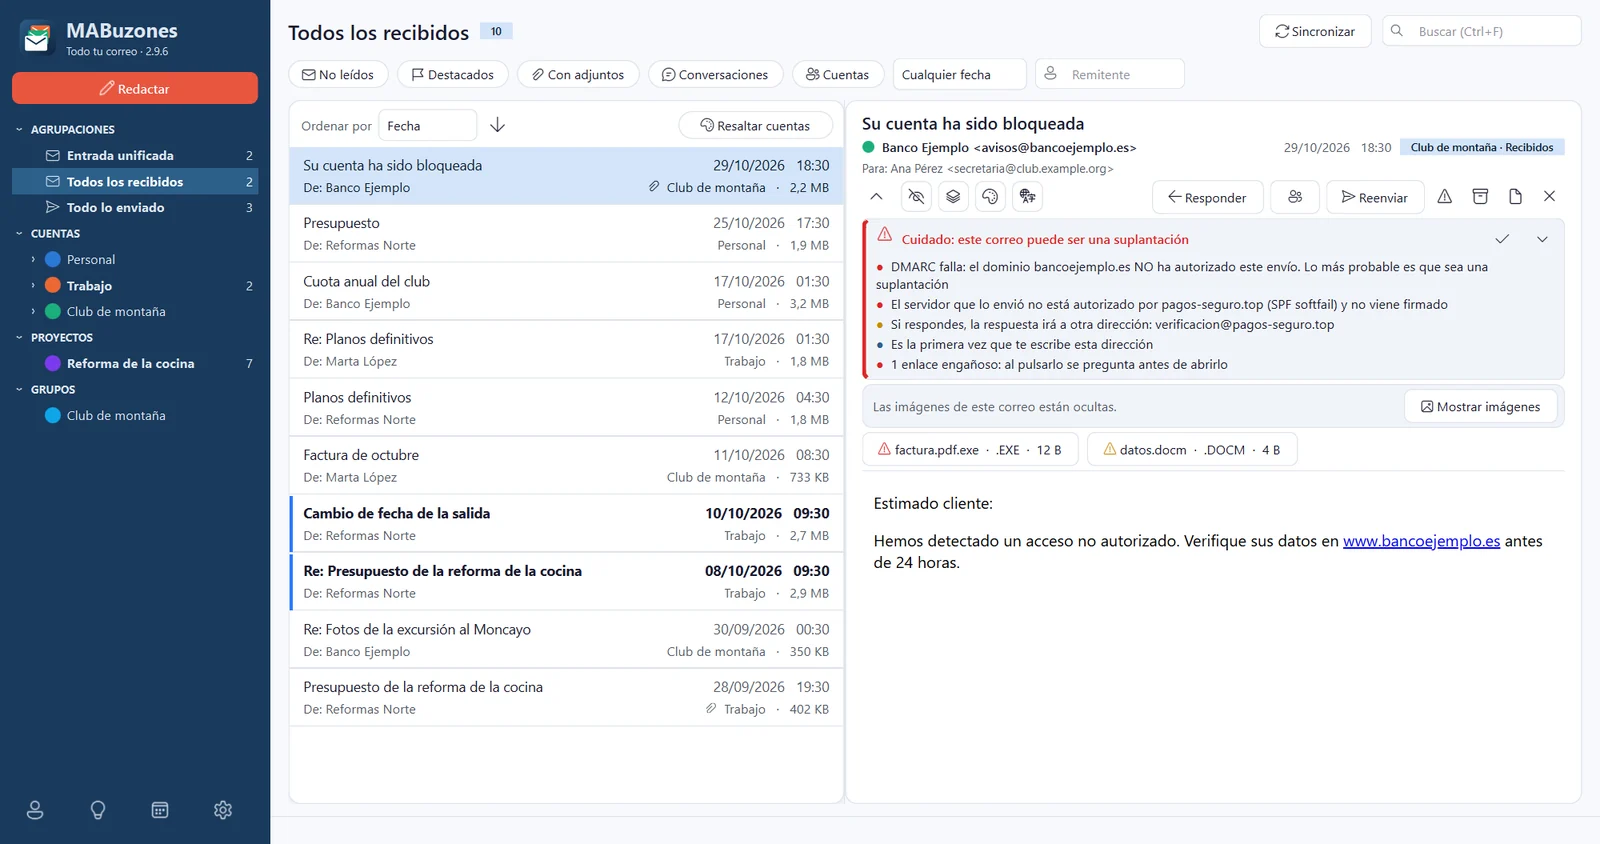 MABuzones
Todo tu correo · 2.9.6
Redactar
AGRUPACIONES
Entrada unificada 2
Todos los recibidos 2
Todo lo enviado 3
CUENTAS
Personal
Trabajo 2
Club de montaña
PROYECTOS
Reforma de la cocina 7
GRUPOS
Club de montaña
Todos los recibidos 10
Sincronizar
Buscar (Ctrl+F)
No leídos
Destacados
Con adjuntos
Conversaciones
Cuentas
Cualquier fecha
Remitente
Ordenar por Fecha
Resaltar cuentas
Su cuenta ha sido bloqueada 29/10/2026 18:30
De: Banco Ejemplo Club de montaña · 2,2 MB
Presupuesto 25/10/2026 17:30
De: Reformas Norte Personal · 1,9 MB
Cuota anual del club 17/10/2026 01:30
De: Banco Ejemplo Personal · 3,2 MB
Re: Planos definitivos 17/10/2026 01:30
De: Marta López Trabajo · 1,8 MB
Planos definitivos 12/10/2026 04:30
De: Reformas Norte Personal · 1,8 MB
Factura de octubre 11/10/2026 08:30
De: Marta López Club de montaña · 733 KB
Cambio de fecha de la salida 10/10/2026 09:30
De: Reformas Norte Trabajo · 2,7 MB
Re: Presupuesto de la reforma de la cocina 08/10/2026 09:30
De: Reformas Norte Trabajo · 2,9 MB
Re: Fotos de la excursión al Moncayo 30/09/2026 00:30
De: Banco Ejemplo Club de montaña · 350 KB
Presupuesto de la reforma de la cocina 28/09/2026 19:30
De: Reformas Norte Trabajo · 402 KB
Su cuenta ha sido bloqueada
Banco Ejemplo <avisos@bancoejemplo.es> 29/10/2026 18:30 Club de montaña · Recibidos
Para: Ana Pérez <secretaria@club.example.org>
Responder
Reenviar
Cuidado: este correo puede ser una suplantación
● DMARC falla: el dominio bancoejemplo.es NO ha autorizado este envío. Lo más probable es que sea una
suplantación
● El servidor que lo envió no está autorizado por pagos-seguro.top (SPF softfail) y no viene firmado
● Si respondes, la respuesta irá a otra dirección: verificacion@pagos-seguro.top
● Es la primera vez que te escribe esta dirección
● 1 enlace engañoso: al pulsarlo se pregunta antes de abrirlo
Las imágenes de este correo están ocultas.
Mostrar imágenes
factura.pdf.exe · .EXE · 12 B
datos.docm · .DOCM · 4 B
Estimado cliente:
Hemos detectado un acceso no autorizado. Verifique sus datos en www.bancoejemplo.es antes
de 24 horas.